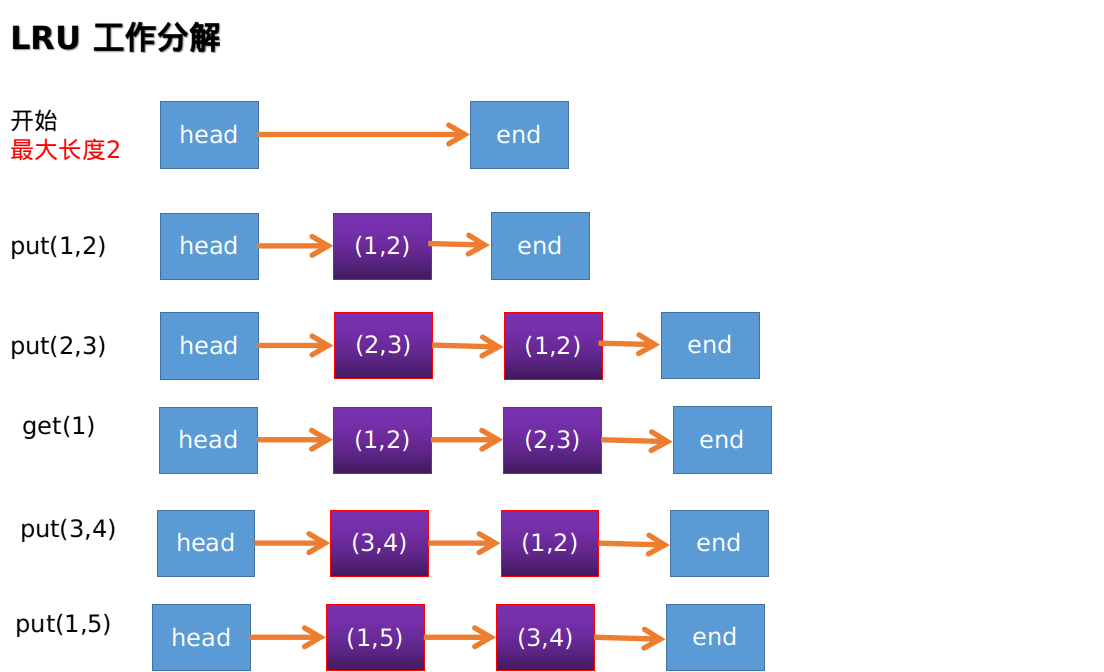 LRU 工作分解
开始
最大长度2
head
end
put(1,2)
head
(1,2)
end
put(2,3)
head
(2,3)
(1,2)
end
get(1)
head
(1,2)
(2,3)
end
put(3,4)
head
(3,4)
(1,2)
end
put(1,5)
head
(1,5)
(3,4)
end